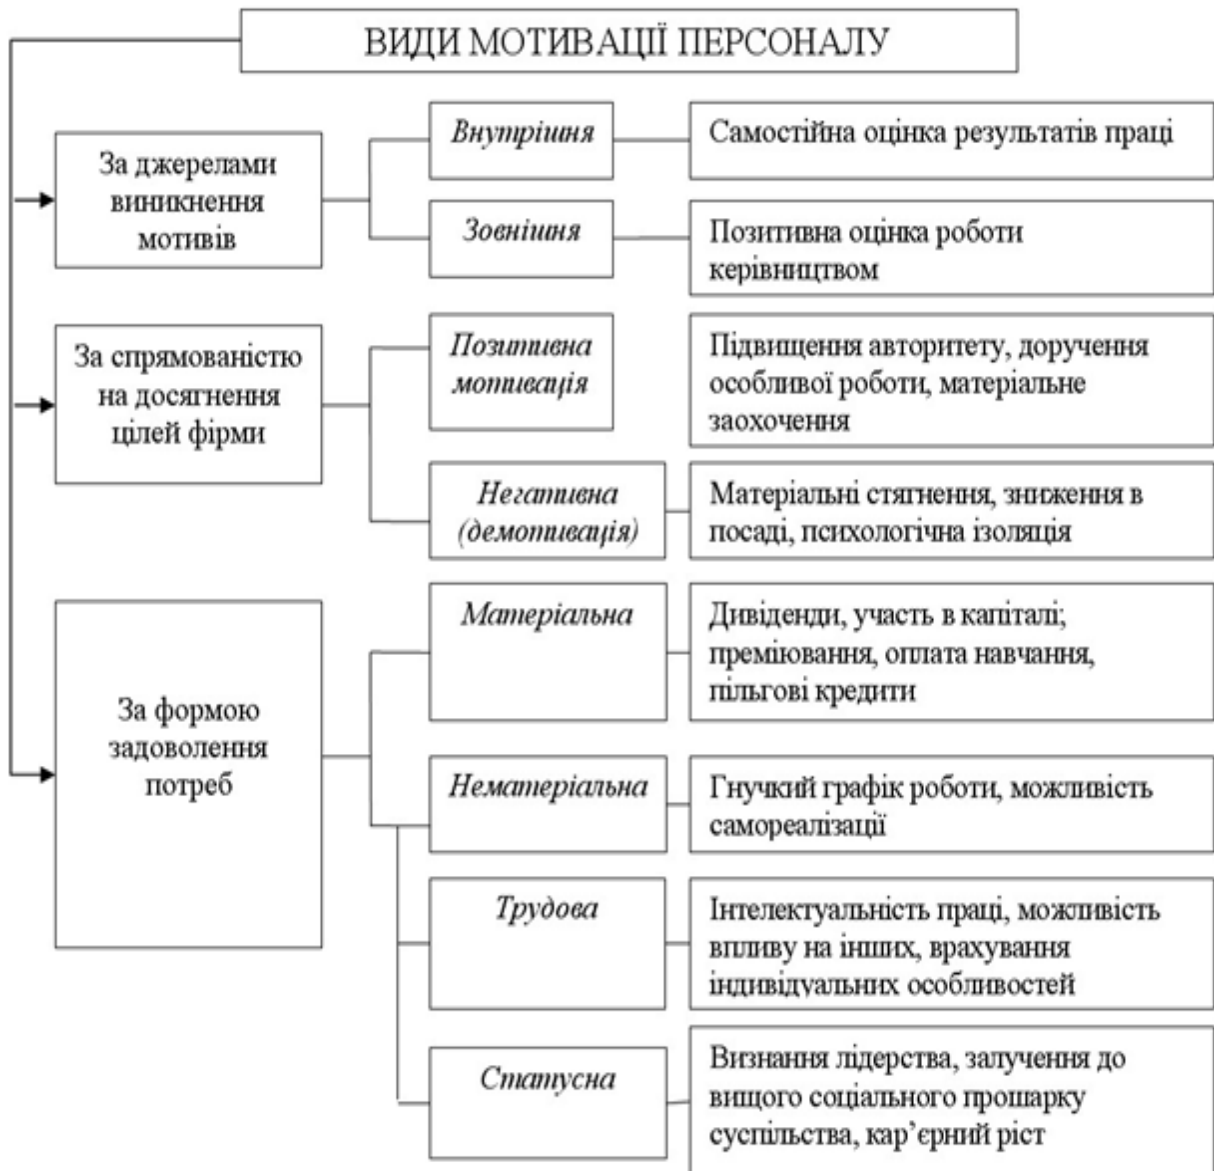 ВИДИ МОТИВАЦІЇ ПЕРСОНАЛУ
За джерелами
виникнення
мотивів
Внутрішня
Самостійна оцінка результатів праці
Зовнішня
Позитивна оцінка роботи
керівництвом
За спрямованістю
на досягнення
цілей фірми
Позитивна
мотивація
Підвищення авторитету, доручення
особливої роботи, матеріальне
заохочення
Негативна
(демотивація)
Матеріальні стягнення, зниження в
посаді, психологічна ізоляція
За формою
задоволення
потреб
Матеріальна
Дивіденди, участь в капіталі;
преміювання, оплата навчання,
пільгові кредити
Нематеріальна
Гнучкий графік роботи, можливість
самореалізації
Трудова
Інтелектуальність праці, можливість
впливу на інших, врахування
індивідуальних особливостей
Статусна
Визнання лідерства, залучення до
вищого соціального прошарку
суспільства, кар’єрний ріст